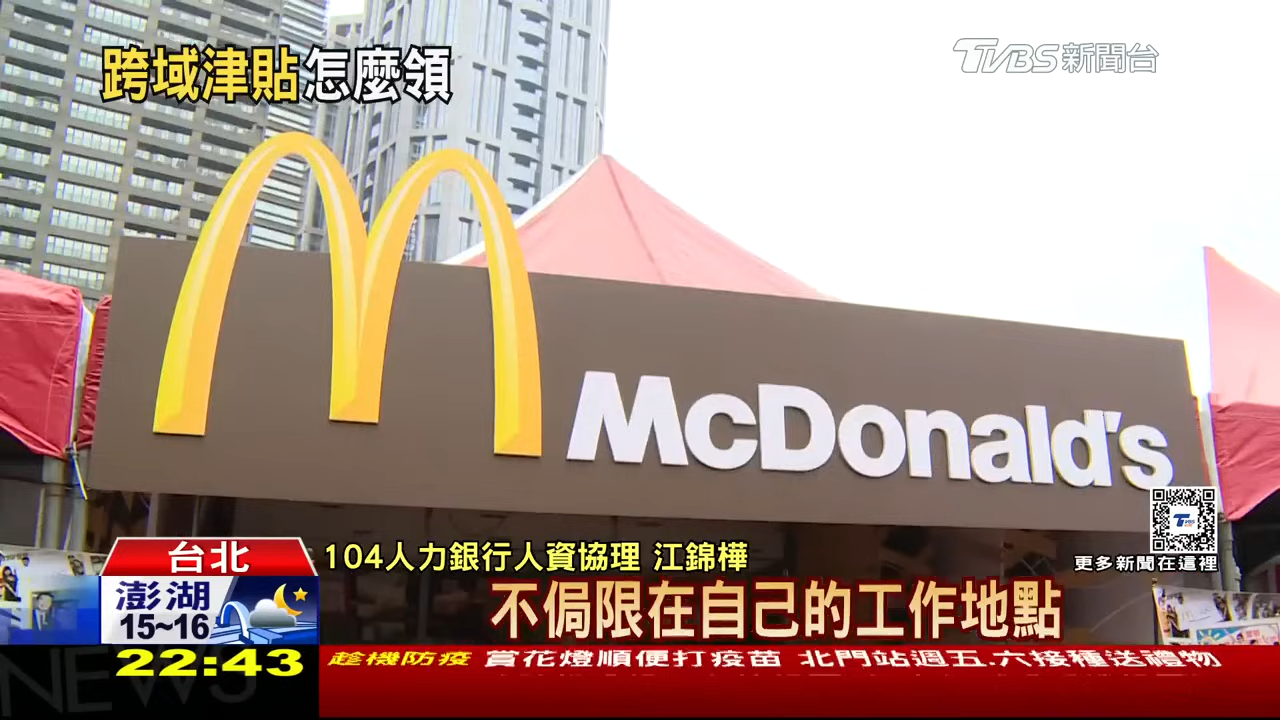 跨域津貼怎麼領
TVBS新聞台
McDonald's
更多新聞在這裡
台北
104人力銀行人資協理 江錦樺
澎湖
15~16
不侷限在自己的工作地點
22:43
趁機防疫 賞花燈順便打疫苗 北門站週五.六接種送禮物
NEWS